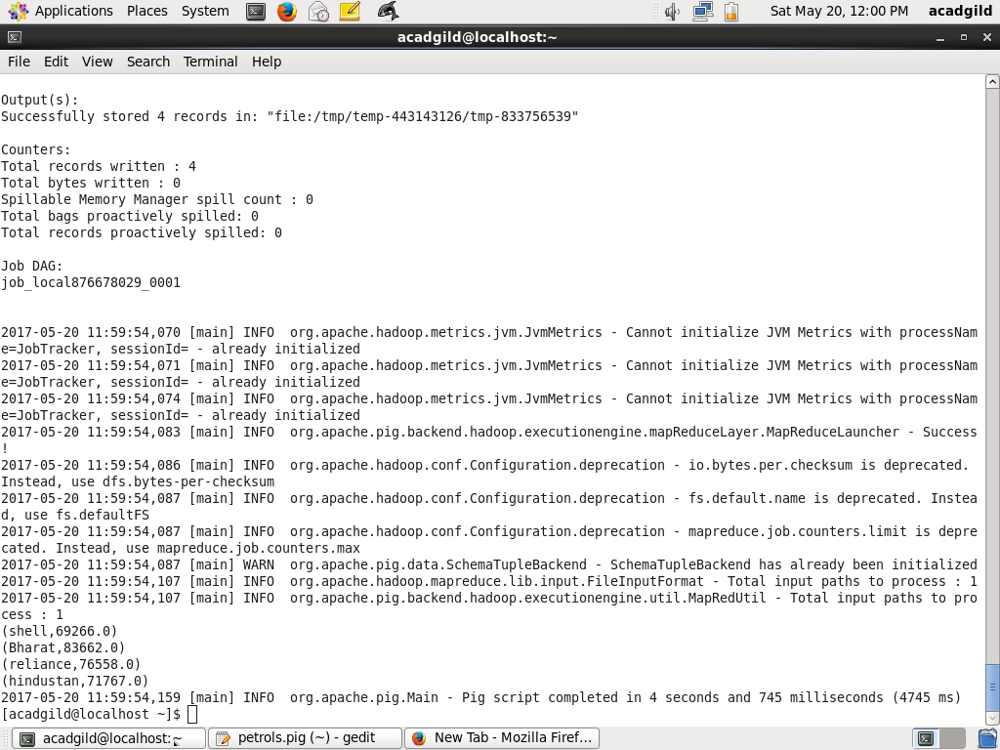 Applications Places System Sat May 20, 12:00 PM acadgild
acadgild@localhost:~
File Edit View Search Terminal Help
Output(s):
Successfully stored 4 records in: "file:/tmp/temp-443143126/tmp-833756539"
Counters:
Total records written : 4
Total bytes written : 0
Spillable Memory Manager spill count : 0
Total bags proactively spilled: 0
Total records proactively spilled: 0
Job DAG:
job_local876678029_0001
2017-05-20 11:59:54,070 [main] INFO  org.apache.hadoop.metrics.jvm.JvmMetrics - Cannot initialize JVM Metrics with processNam
e=JobTracker, sessionId= - already initialized
2017-05-20 11:59:54,071 [main] INFO  org.apache.hadoop.metrics.jvm.JvmMetrics - Cannot initialize JVM Metrics with processNam
e=JobTracker, sessionId= - already initialized
2017-05-20 11:59:54,074 [main] INFO  org.apache.hadoop.metrics.jvm.JvmMetrics - Cannot initialize JVM Metrics with processNam
e=JobTracker, sessionId= - already initialized
2017-05-20 11:59:54,083 [main] INFO  org.apache.pig.backend.hadoop.executionengine.mapReduceLayer.MapReduceLauncher - Success
!
2017-05-20 11:59:54,086 [main] INFO  org.apache.hadoop.conf.Configuration.deprecation - io.bytes.per.checksum is deprecated.
Instead, use dfs.bytes-per-checksum
2017-05-20 11:59:54,087 [main] INFO  org.apache.hadoop.conf.Configuration.deprecation - fs.default.name is deprecated. Instea
d, use fs.defaultFS
2017-05-20 11:59:54,087 [main] INFO  org.apache.hadoop.conf.Configuration.deprecation - mapreduce.job.counters.limit is depre
cated. Instead, use mapreduce.job.counters.max
2017-05-20 11:59:54,087 [main] WARN  org.apache.pig.data.SchemaTupleBackend - SchemaTupleBackend has already been initialized
2017-05-20 11:59:54,107 [main] INFO  org.apache.hadoop.mapreduce.lib.input.FileInputFormat - Total input paths to process : 1
2017-05-20 11:59:54,107 [main] INFO  org.apache.pig.backend.hadoop.executionengine.util.MapRedUtil - Total input paths to pro
cess : 1
(shell,69266.0)
(Bharat,83662.0)
(reliance,76558.0)
(hindustan,71767.0)
2017-05-20 11:59:54,159 [main] INFO  org.apache.pig.Main - Pig script completed in 4 seconds and 745 milliseconds (4745 ms)
[acadgild@localhost ~]$
acadgild@localhost:~ petrols.pig (~) - gedit New Tab - Mozilla Firef...